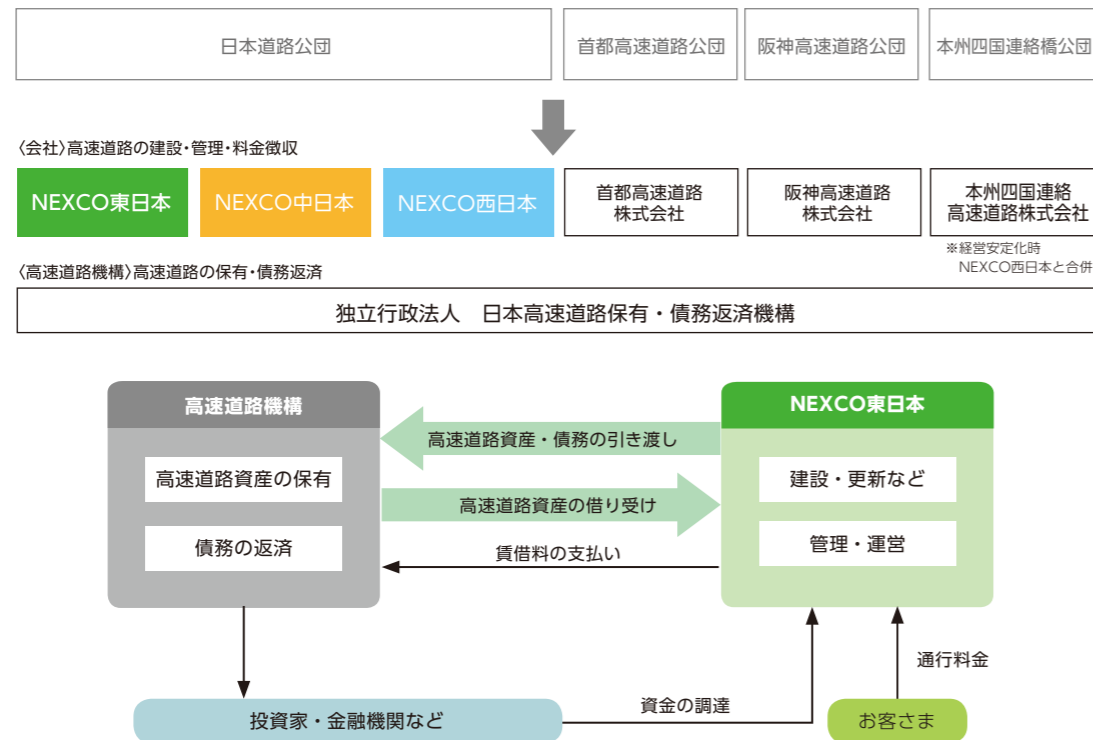 日本道路公団
首都高速道路公団
阪神高速道路公団
本州四国連絡橋公団
〈会社〉高速道路の建設・管理・料金徴収
NEXCO東日本
NEXCO中日本
NEXCO西日本
首都高速道路
株式会社
阪神高速道路
株式会社
本州四国連絡
高速道路株式会社
※経営安定化時
NEXCO西日本と合併
〈高速道路機構〉高速道路の保有・債務返済
独立行政法人　日本高速道路保有・債務返済機構
高速道路機構
高速道路資産の保有
債務の返済
高速道路資産・債務の引き渡し
高速道路資産の借り受け
賃借料の支払い
NEXCO東日本
建設・更新など
管理・運営
通行料金
資金の調達
投資家・金融機関など
お客さま